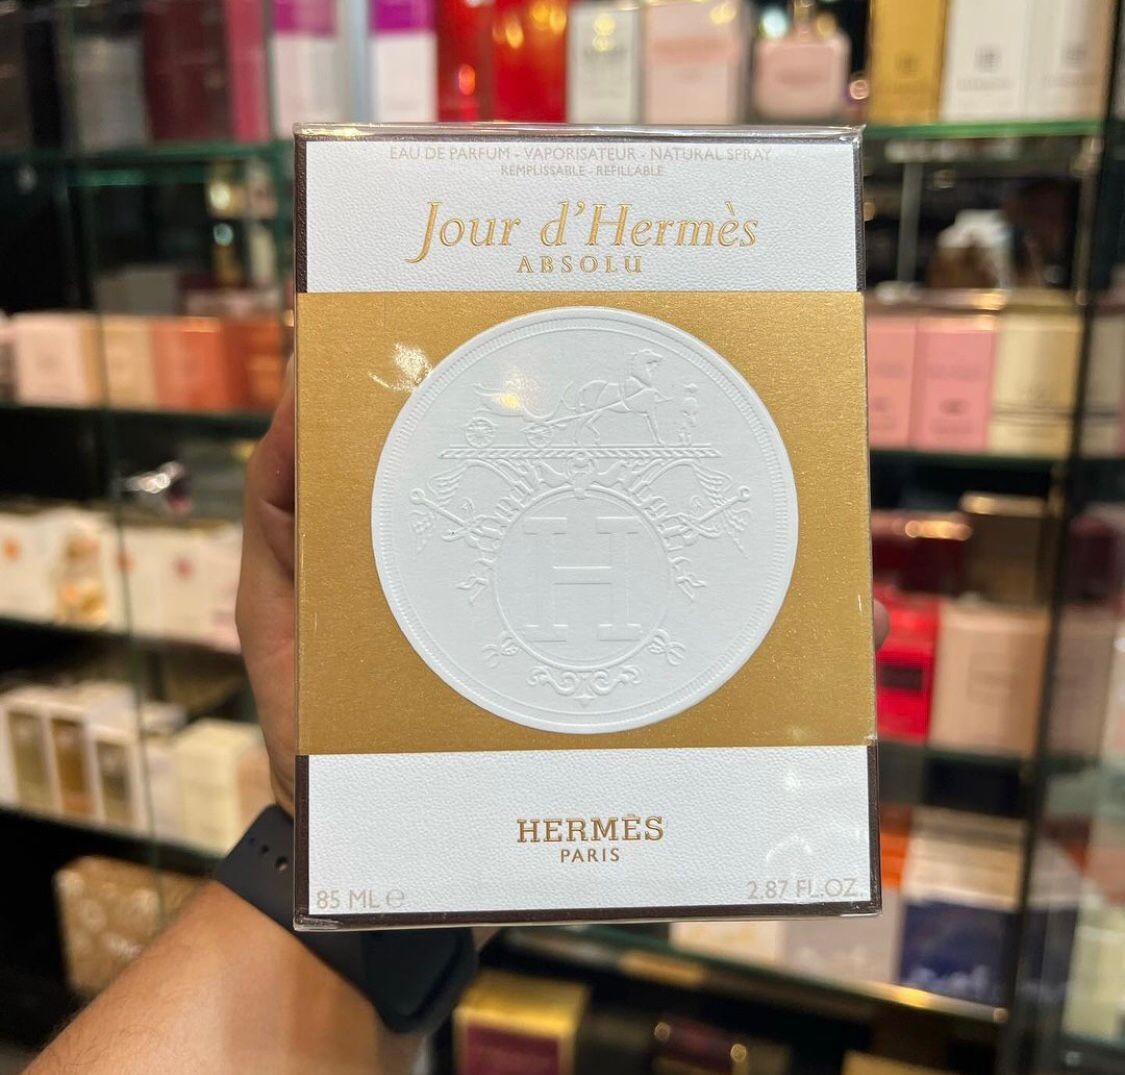 EAU DE PARFUM - VAPORISATEUR - NATURAL SPRAY
REMPLISSABLE - REFILLABLE
Jour d'Hermès
ABSOLU
H
HERMÈS
PARIS
85 ML ℮
2.87 FL.OZ.